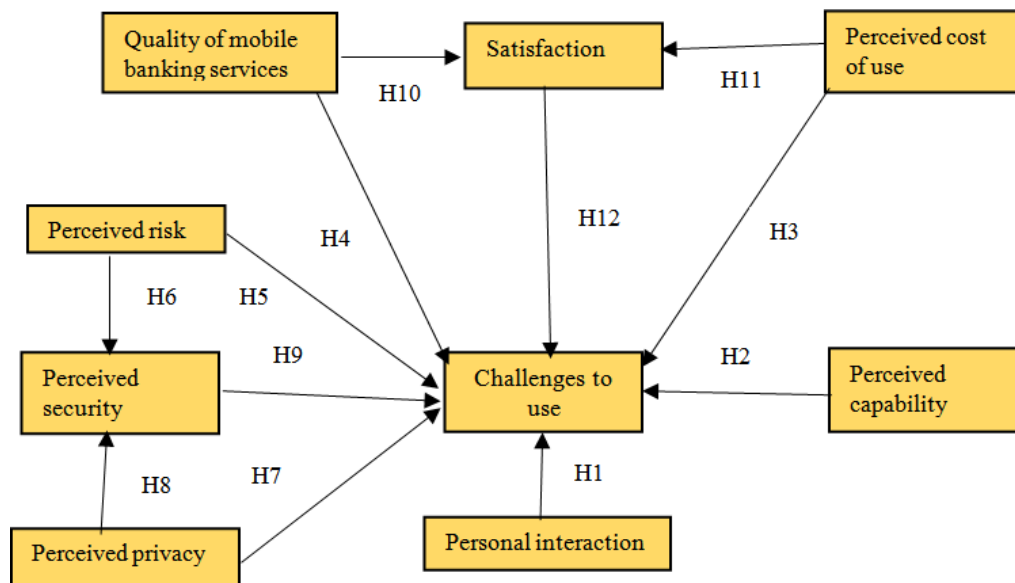 Quality of mobile
banking services
Satisfaction
Perceived cost
of use
H10
H11
Perceived risk
H4
H12
H3
H6
H5
H9
H2
Perceived
security
Challenges to
use
Perceived
capability
H8
H7
H1
Perceived privacy
Personal interaction